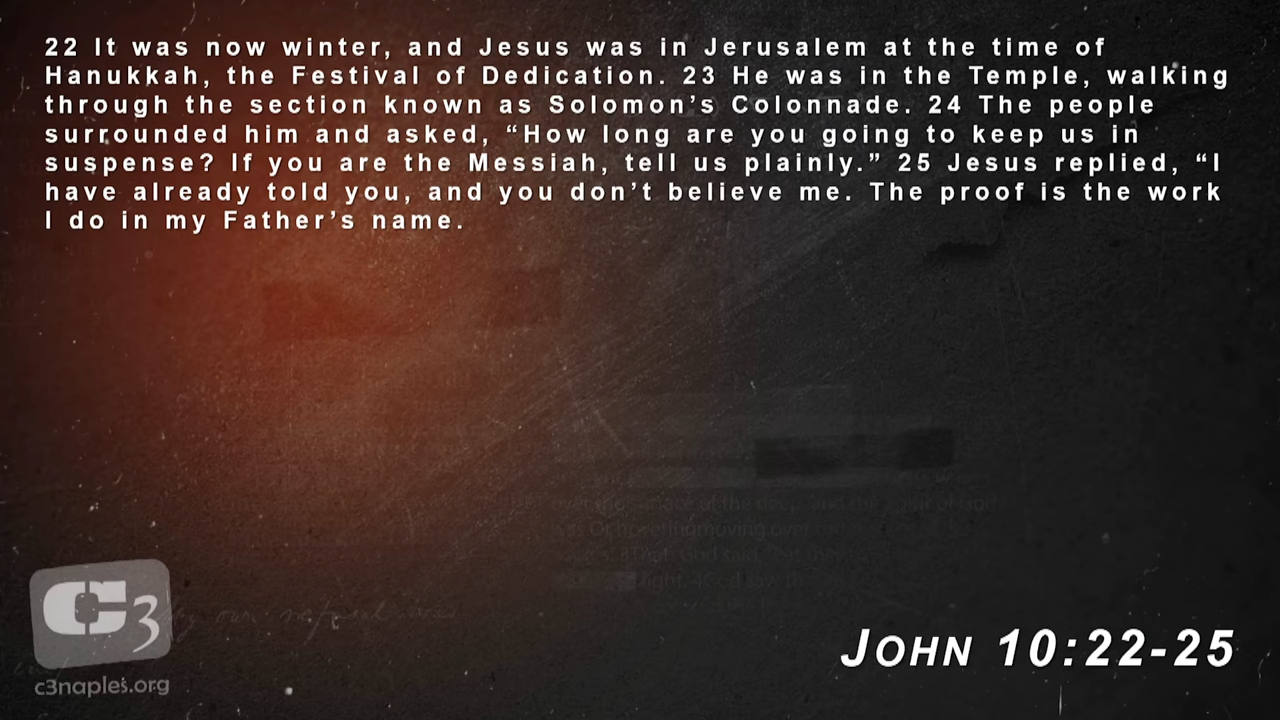 22 It was now winter, and Jesus was in Jerusalem at the time of
Hanukkah, the Festival of Dedication. 23 He was in the Temple, walking
through the section known as Solomon’s Colonnade. 24 The people
surrounded him and asked, “How long are you going to keep us in
suspense? If you are the Messiah, tell us plainly.” 25 Jesus replied, “I
have already told you, and you don’t believe me. The proof is the work
I do in my Father’s name.
C3
c3naples.org
John 10:22-25